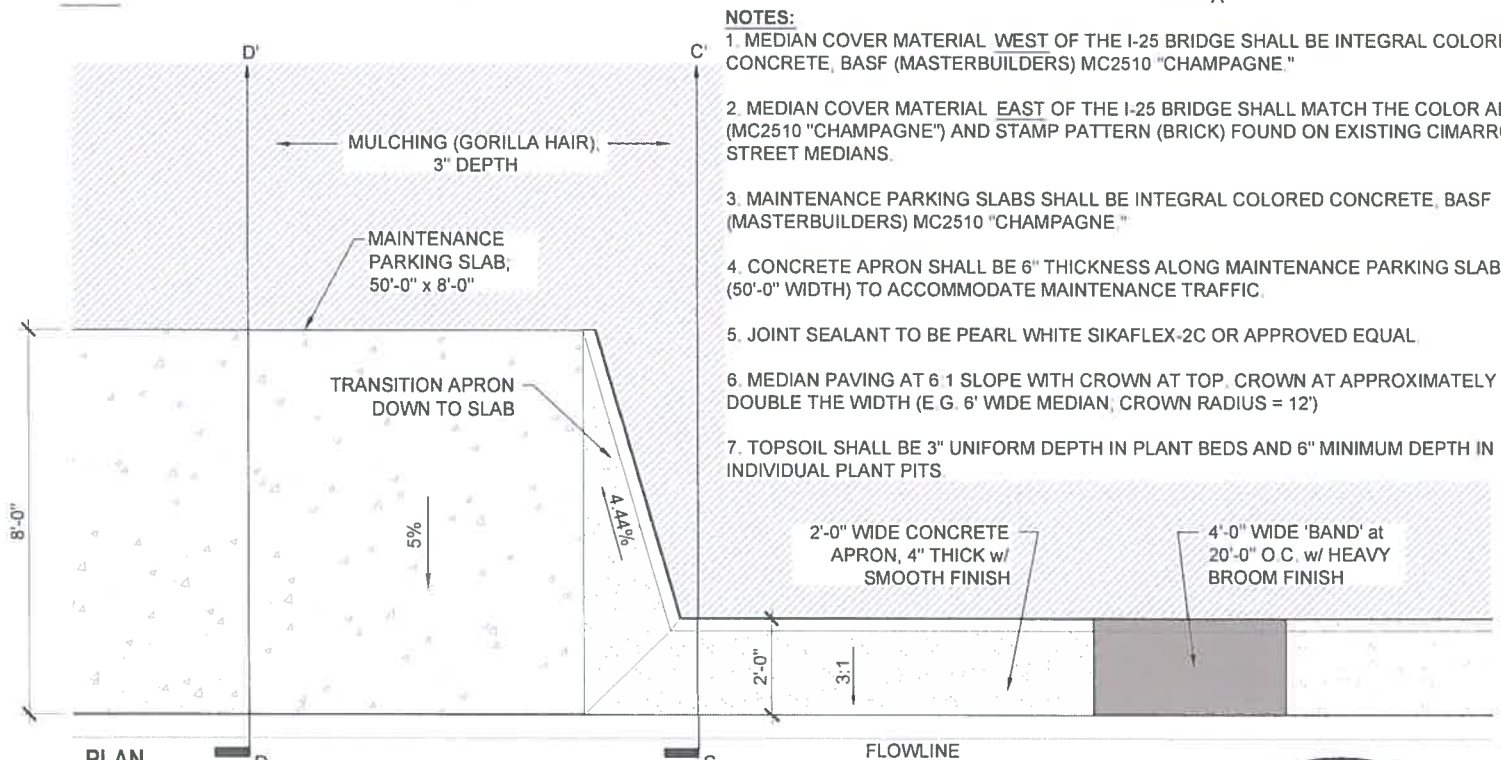 NOTES:
1. MEDIAN COVER MATERIAL WEST OF THE I-25 BRIDGE SHALL BE INTEGRAL COLOR
CONCRETE, BASF (MASTERBUILDERS) MC2510 "CHAMPAGNE."
2. MEDIAN COVER MATERIAL EAST OF THE I-25 BRIDGE SHALL MATCH THE COLOR
(MC2510 "CHAMPAGNE") AND STAMP PATTERN (BRICK) FOUND ON EXISTING
STREET MEDIANS.
3. MAINTENANCE PARKING SLABS SHALL BE INTEGRAL COLORED CONCRETE, BASF
(MASTERBUILDERS) MC2510 "CHAMPAGNE."
4. CONCRETE APRON SHALL BE 6" THICKNESS ALONG MAINTENANCE PARKING SLAB
(50'-0" WIDTH) TO ACCOMMODATE MAINTENANCE TRAFFIC.
5. JOINT SEALANT TO BE PEARL WHITE SIKAFLEX-2C OR APPROVED EQUAL
6. MEDIAN PAVING AT 6:1 SLOPE WITH CROWN AT TOP. CROWN AT APPROXIMATELY
DOUBLE THE WIDTH (E.G. 6' WIDE MEDIAN, CROWN RADIUS = 12')
7. TOPSOIL SHALL BE 3" UNIFORM DEPTH IN PLANT BEDS AND 6" MINIMUM DEPTH IN
INDIVIDUAL PLANT PITS.
D'
C'
MULCHING (GORILLA HAIR),
3" DEPTH
MAINTENANCE
PARKING SLAB,
50'-0" x 8'-0"
TRANSITION APRON
DOWN TO SLAB
8'-0"
5%
4.44%
2'-0" WIDE CONCRETE
APRON, 4" THICK w/
SMOOTH FINISH
4'-0" WIDE 'BAND' at
20'-0" O.C. w/ HEAVY
BROOM FINISH
2'-0"
3:1
FLOWLINE
PLAN